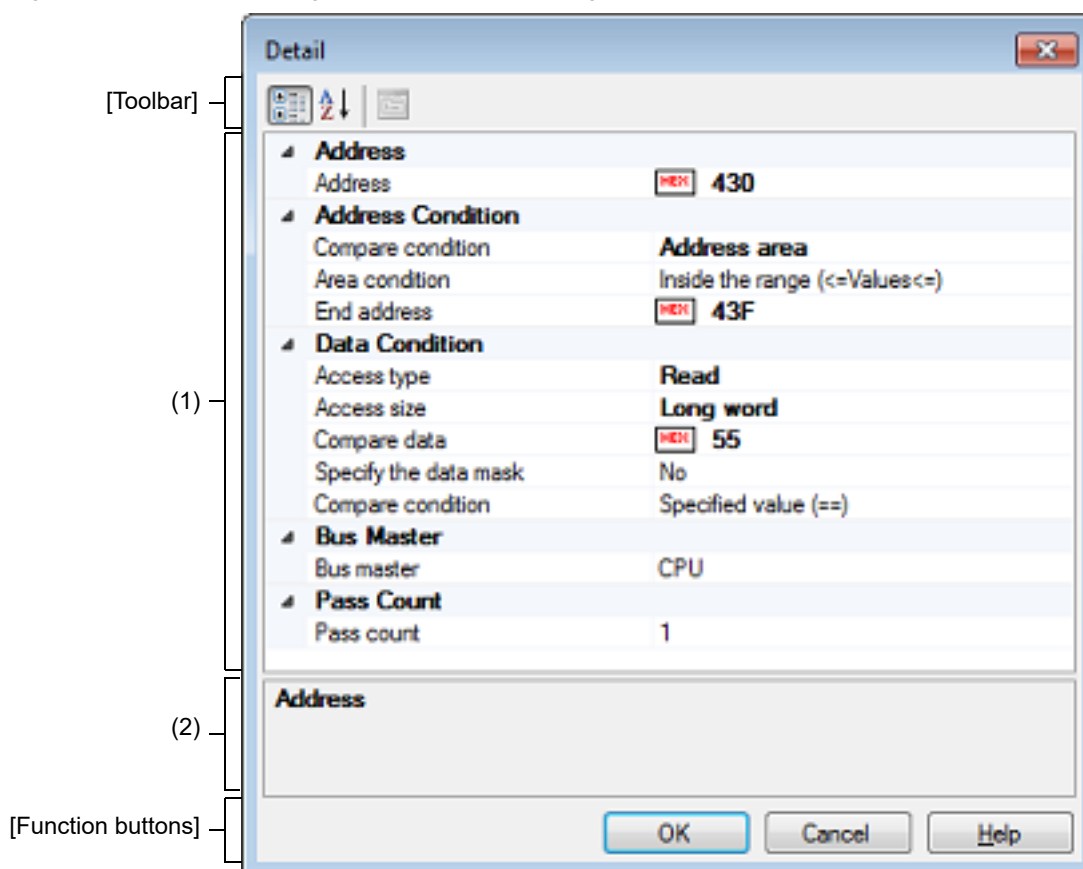 Detail
[Toolbar]
Address
Address HEX 430
Address Condition
Compare condition Address area
Area condition Inside the range (<=Values<=)
End address HEX 43F
Data Condition
Access type Read
(1)
Access size Long word
Compare data HEX 55
Specify the data mask No
Compare condition Specified value (==)
Bus Master
Bus master CPU
Pass Count
Pass count 1
Address
(2)
[Function buttons]
OK Cancel Help